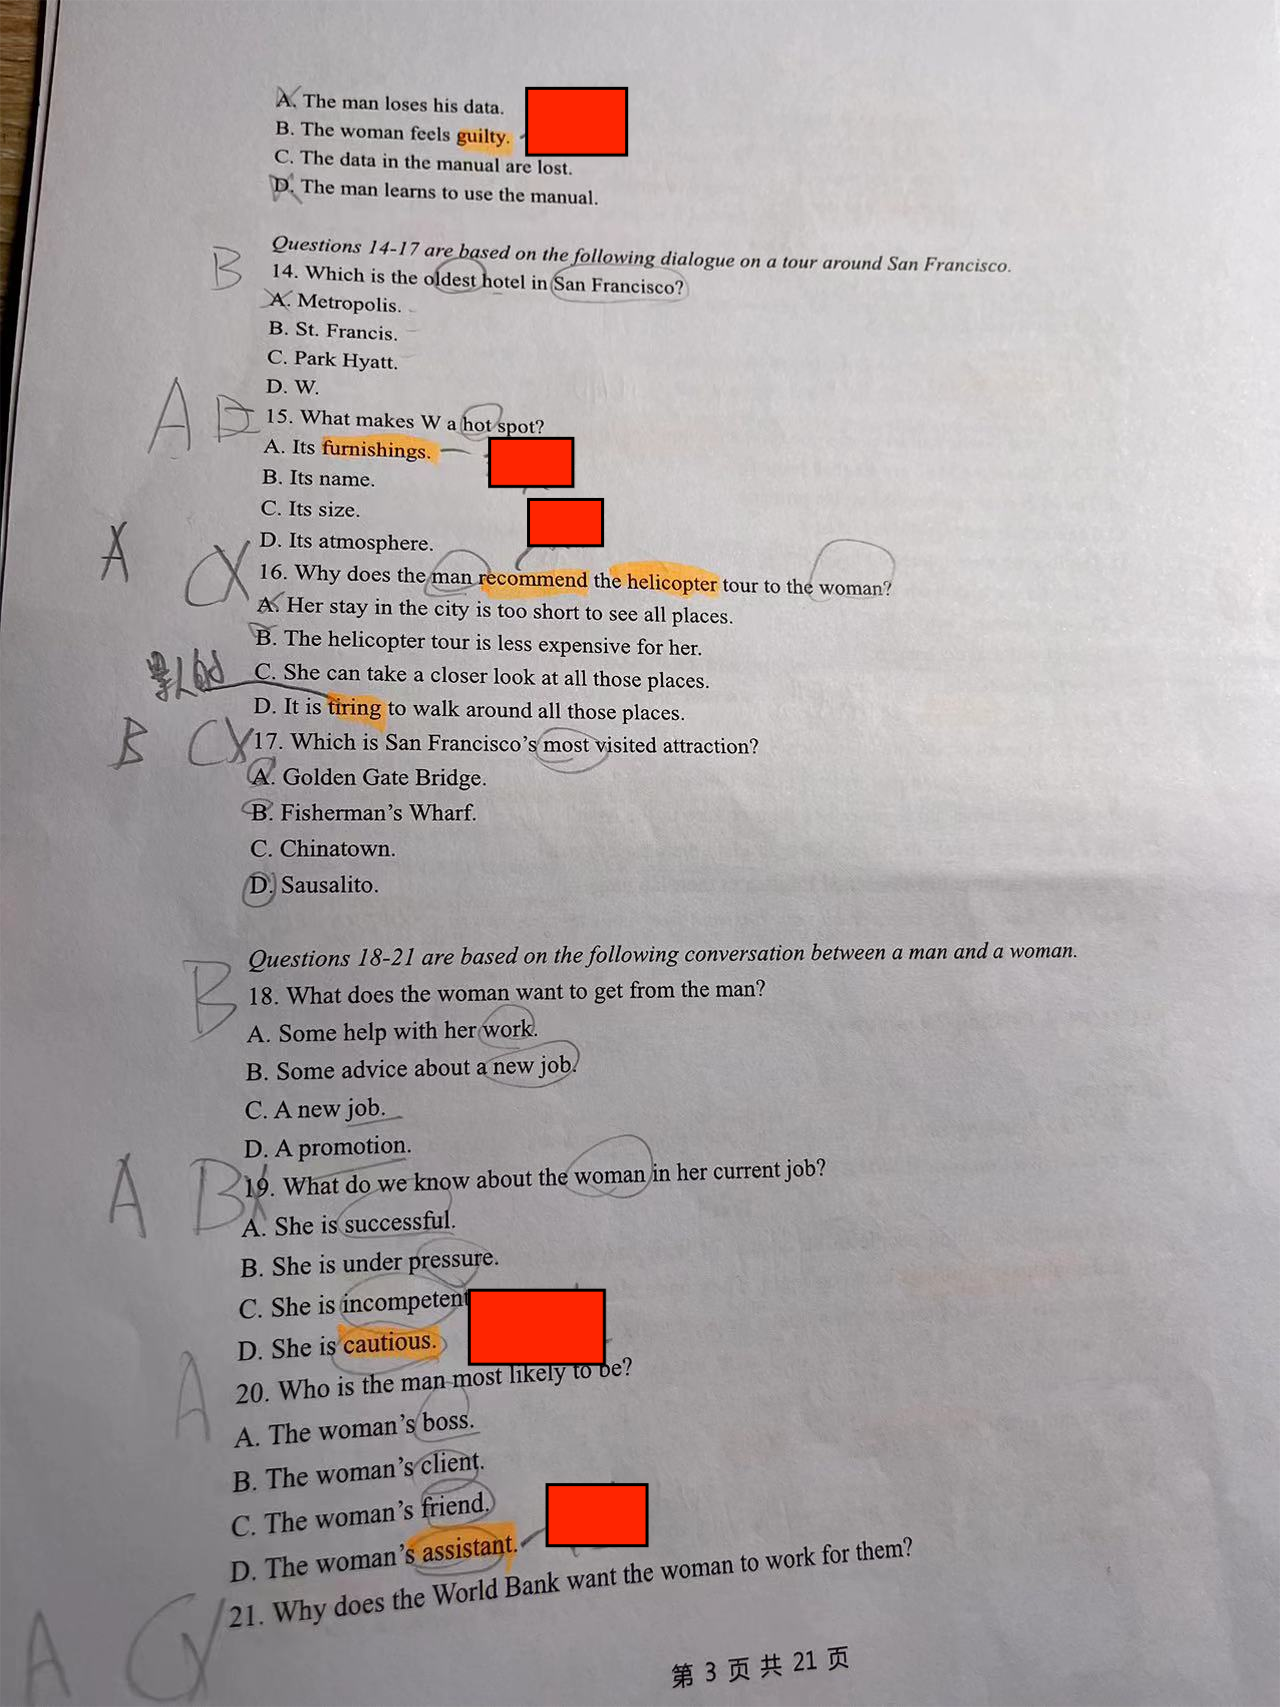 A. The man loses his data.
B. The woman feels guilty.
C. The data in the manual are lost.
D. The man learns to use the manual.
Questions 14-17 are based on the following dialogue on a tour around San Francisco.
B
14. Which is the oldest hotel in San Francisco?
A. Metropolis.
B. St. Francis.
C. Park Hyatt.
D. W.
A D 15. What makes W a hot spot?
A. Its furnishings.
B. Its name.
C. Its size.
D. Its atmosphere.
A C 16. Why does the man recommend the helicopter tour to the woman?
A. Her stay in the city is too short to see all places.
B. The helicopter tour is less expensive for her.
C. She can take a closer look at all those places.
D. It is tiring to walk around all those places.
B C 17. Which is San Francisco's most visited attraction?
A. Golden Gate Bridge.
B. Fisherman's Wharf.
C. Chinatown.
D. Sausalito.
Questions 18-21 are based on the following conversation between a man and a woman.
B 18. What does the woman want to get from the man?
A. Some help with her work.
B. Some advice about a new job.
C. A new job.
D. A promotion.
A B 19. What do we know about the woman in her current job?
A. She is successful.
B. She is under pressure.
C. She is incompetent
D. She is cautious.
A 20. Who is the man most likely to be?
A. The woman's boss.
B. The woman's client.
C. The woman's friend.
D. The woman's assistant.
A C 21. Why does the World Bank want the woman to work for them?
第 3 页 共 21 页